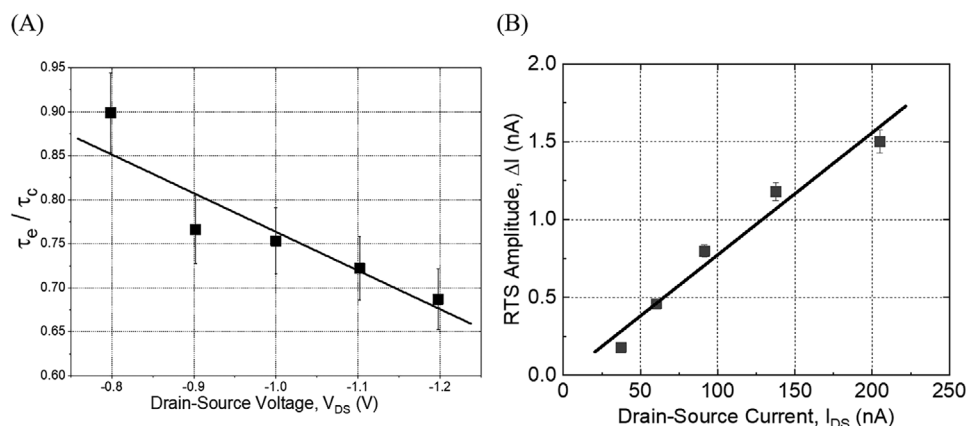 (A)
0.95
0.90
0.85
0.80
0.75
0.70
0.65
0.60
τe / τc
-0.8 -0.9 -1.0 -1.1 -1.2
Drain-Source Voltage, VDS (V)
(B)
2.0
1.5
1.0
0.5
0.0
RTS Amplitude, ΔI (nA)
0 50 100 150 200 250
Drain-Source Current, IDS (nA)